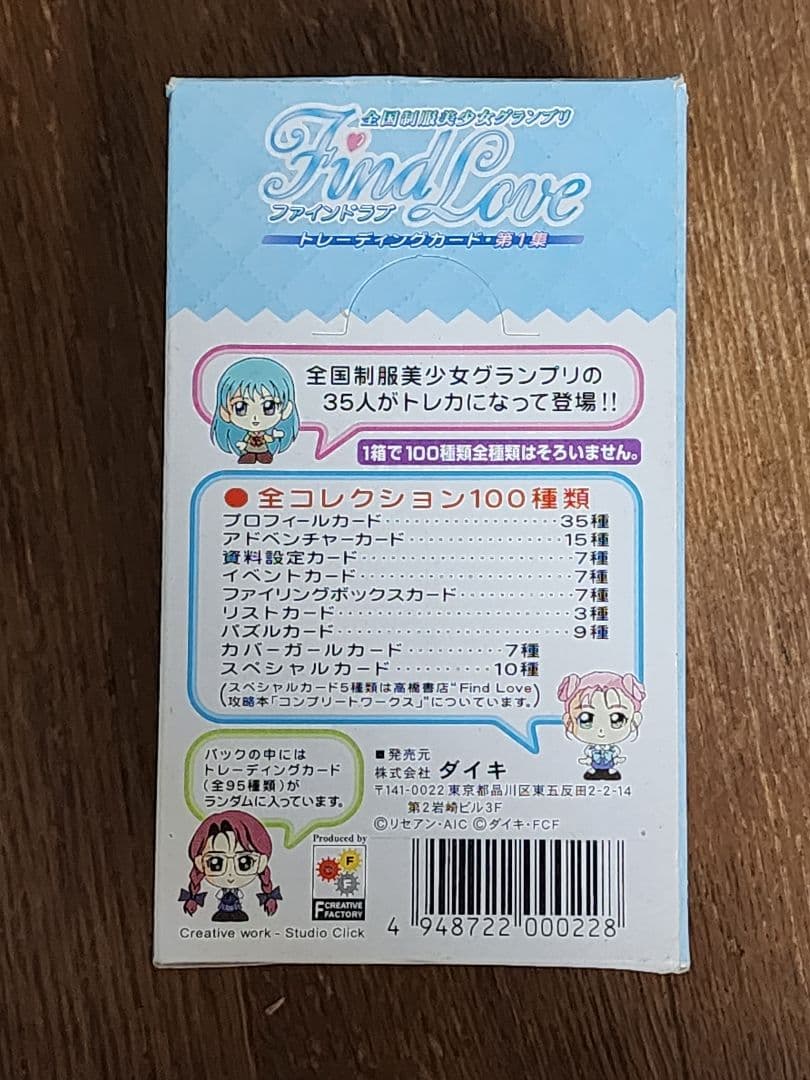 全国制服美少女グランプリ
Find Love
ファインドラブ
トレーディングカード・第1集
全国制服美少女グランプリの
35人がトレカになって登場!!
1箱で100種類全種類はそろいません。
●全コレクション100種類
プロフィールカード・・・・・・・・・・・・・・・・・・35種
アドベンチャーカード・・・・・・・・・・・・・・・・15種
資料設定カード・・・・・・・・・・・・・・・・・・・・・・7種
イベントカード・・・・・・・・・・・・・・・・・・・・・・7種
ファイリングボックスカード・・・・・・・・・・・・7種
リストカード・・・・・・・・・・・・・・・・・・・・・・・・3種
パズルカード・・・・・・・・・・・・・・・・・・・・・・・・9種
カバーガールカード・・・・・・・・・・7種
スペシャルカード・・・・・・・・・・10種
(スペシャルカード5種類は高橋書店“Find Love
攻略本「コンプリートワークス」”についています。)
パックの中には
トレーディングカード
(全95種類)が
ランダムに入っています。
■発売元
株式会社 ダイキ
〒141-0022 東京都品川区東五反田2-2-14
第2岩崎ビル3F
©リセアン・AIC ©ダイキ・FCF
Produced by
C F F
F CREATIVE
FACTORY
Creative work - Studio Click
4 948722 000228